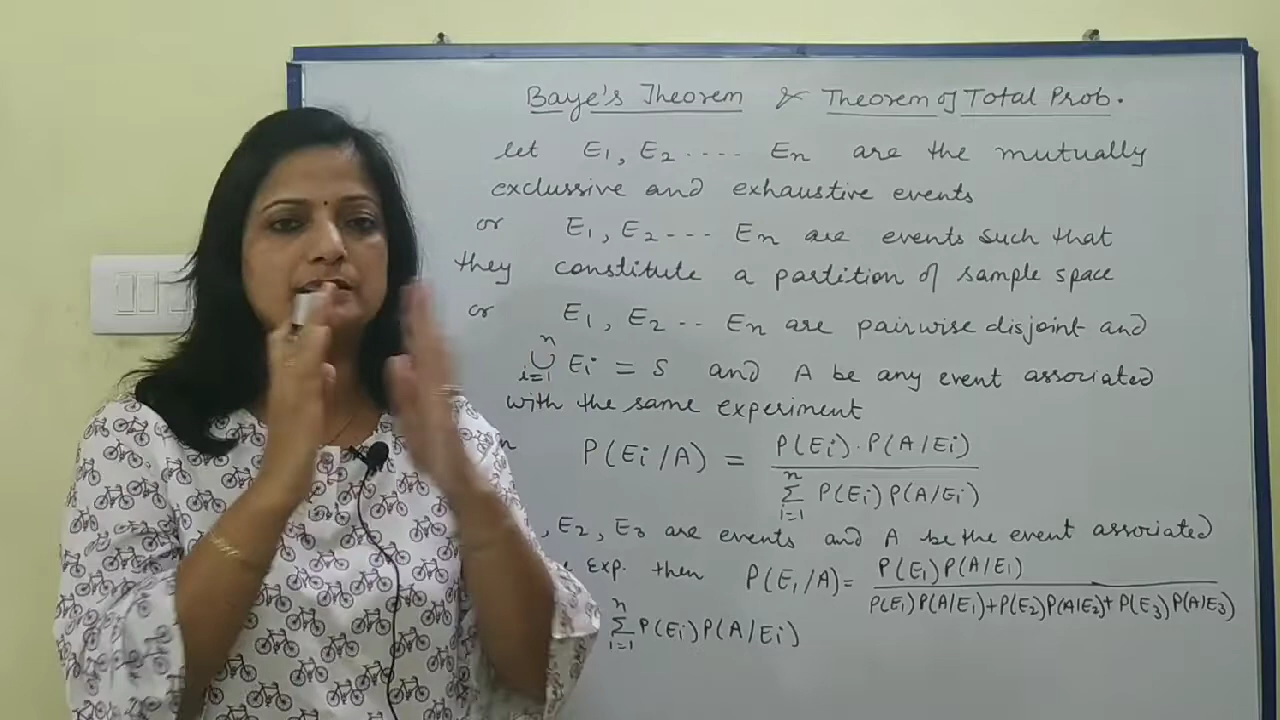 Baye's Theorem & Theorem of Total Prob.
let E1, E2 ..... En are the mutually
exclussive and exhaustive events
or E1, E2 --- En are events such that
they constitute a partition of sample space
or E1, E2 -- En are pairwise disjoint and
n∪i=1 Ei = S and A be any event associated
with the same experiment
n P(Ei/A) = P(Ei).P(A/Ei) / n∑i=1 P(Ei)P(A/Ei)
, E2, E3 are events and A be the event associated
Exp. then P(E1/A) = P(E1)P(A/E1) / P(E1)P(A/E1)+P(E2)P(A/E2)+P(E3)P(A/E3)
n∑i=1 P(Ei)P(A/Ei)